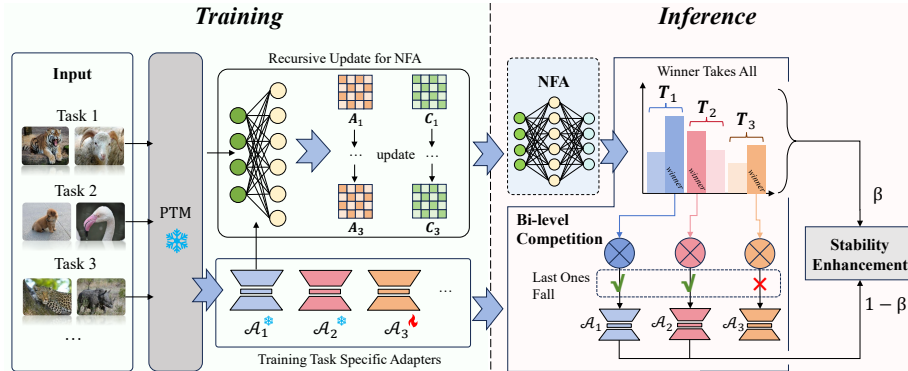 Training
Inference
Input
Task 1
Task 2
Task 3
...
PTM
Recursive Update for NFA
A₁
C₁
...
update
...
A₃
C₃
𝒜₁
𝒜₂
𝒜₃
...
Training Task Specific Adapters
NFA
Winner Takes All
T₁
T₂
T₃
winner
winner
winner
Bi-level
Competition
Last Ones
Fall
𝒜₁
𝒜₂
𝒜₃
β
Stability
Enhancement
1 − β